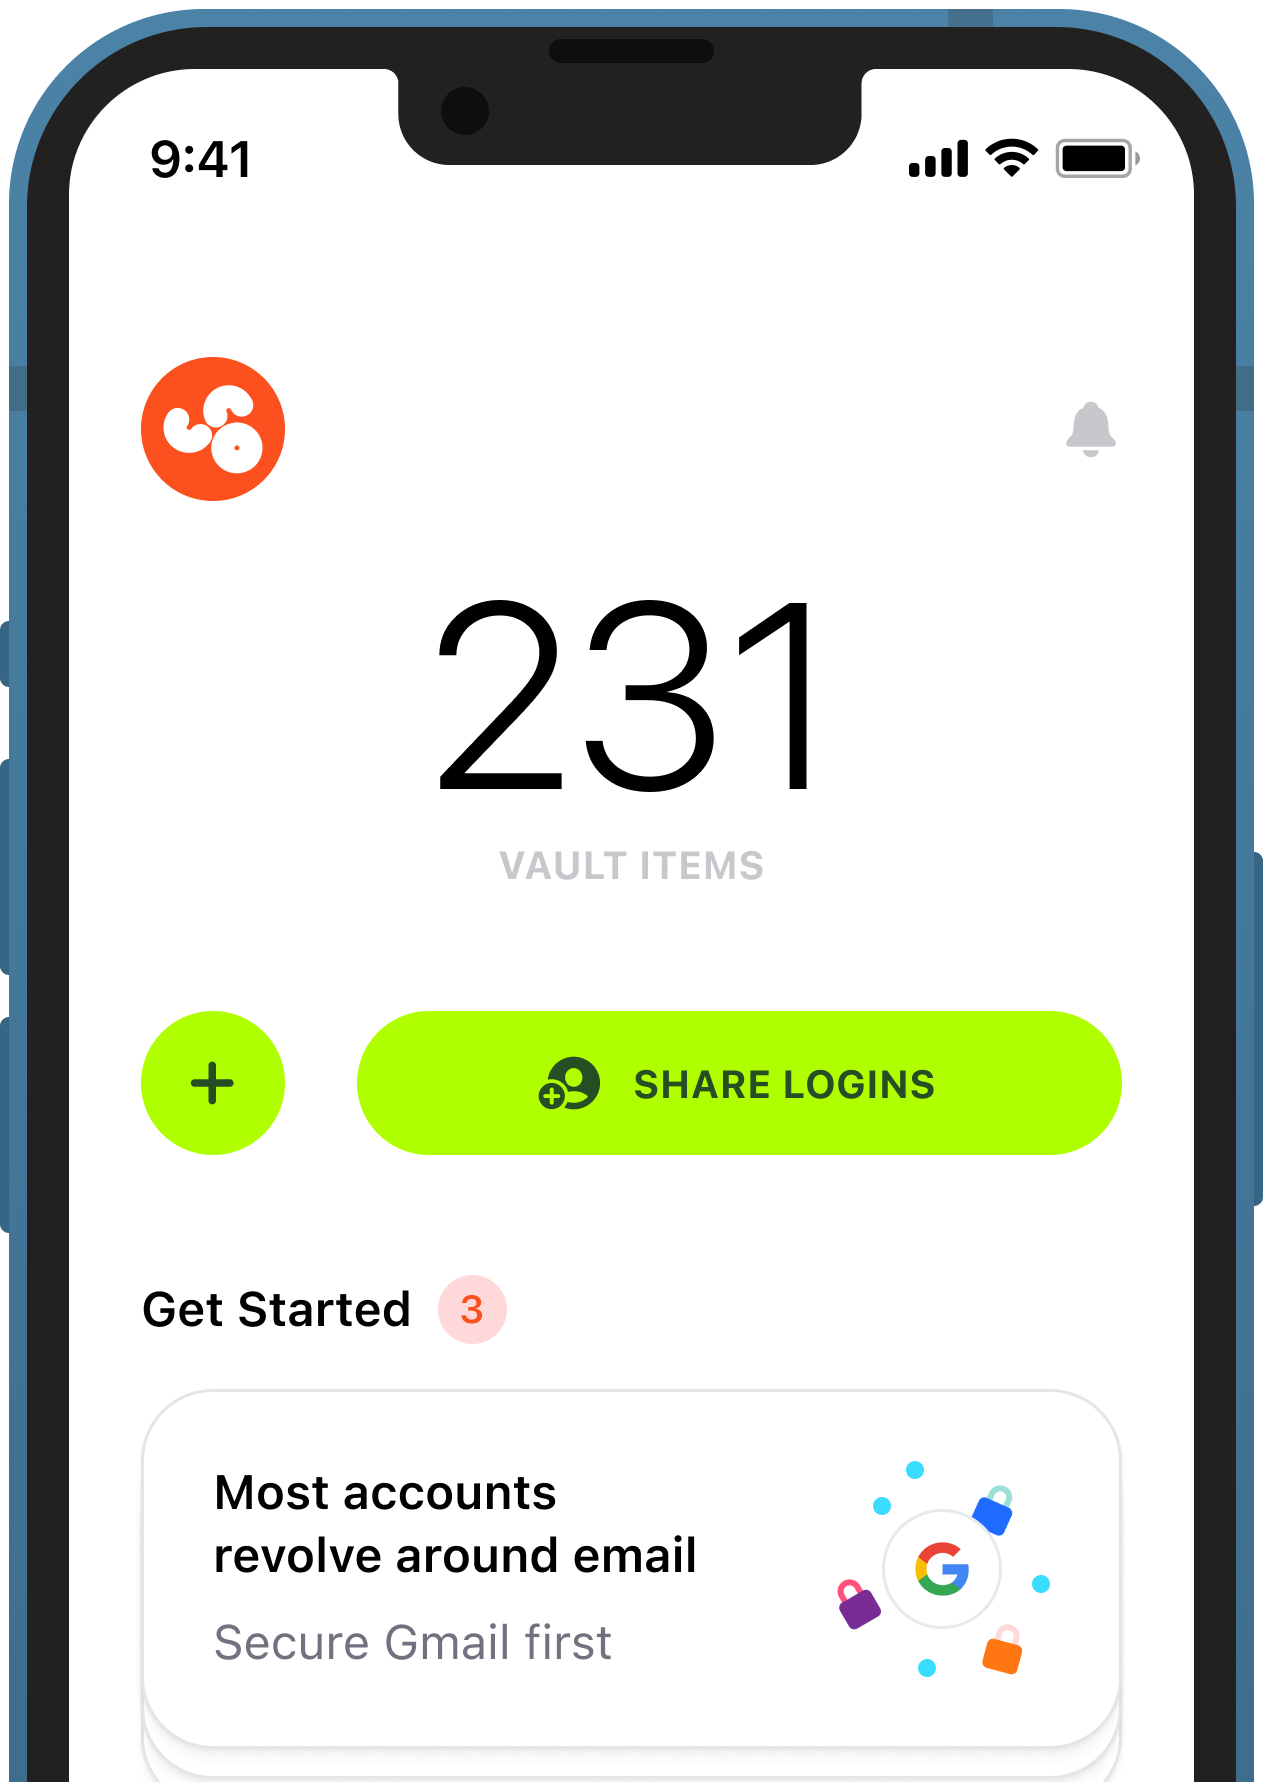 9:41
231
VAULT ITEMS
SHARE LOGINS
Get Started 3
Most accounts
revolve around email
Secure Gmail first